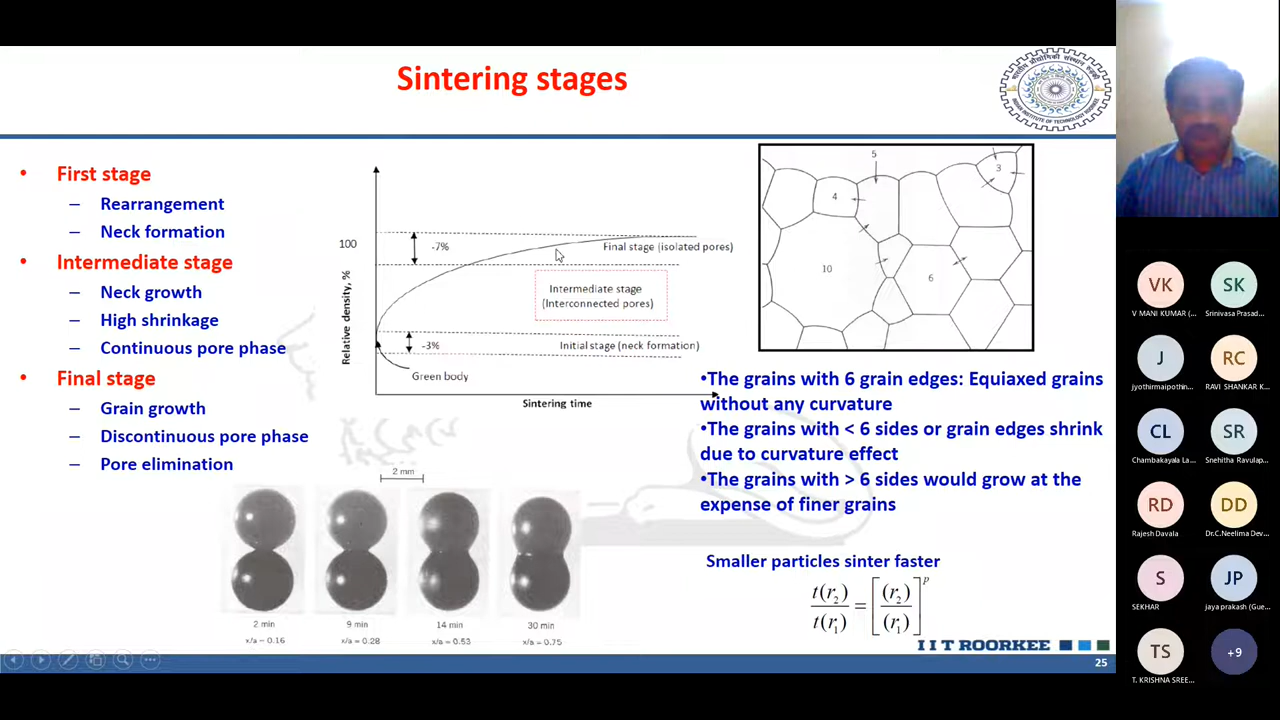 Sintering stages
• First stage
– Rearrangement
– Neck formation
• Intermediate stage
– Neck growth
– High shrinkage
– Continuous pore phase
• Final stage
– Grain growth
– Discontinuous pore phase
– Pore elimination
Relative density, %
100
~7%
Final stage (isolated pores)
Intermediate stage
(Interconnected pores)
~3%
Initial stage (neck formation)
Green body
Sintering time
5
3
4
10
6
•The grains with 6 grain edges: Equiaxed grains
without any curvature
•The grains with < 6 sides or grain edges shrink
due to curvature effect
•The grains with > 6 sides would grow at the
expense of finer grains
Smaller particles sinter faster
t(r₂)/t(r₁) = [(r₂)/(r₁)]^p
2 mm
2 min
x/a = 0.16
9 min
x/a = 0.28
14 min
x/a = 0.53
30 min
x/a = 0.75
I I T ROORKEE
25
VK
V MANI KUMAR (...
SK
Srinivasa Prasad...
J
jyothirmaipothin...
RC
RAVI SHANKAR K...
CL
Chambakayala La...
SR
Snehitha Ravulap...
RD
Rajesh Davala
DD
Dr.C.Neelima Dev...
S
SEKHAR
JP
jaya prakash (Gue...
TS
T. KRISHNA SREE...
+9